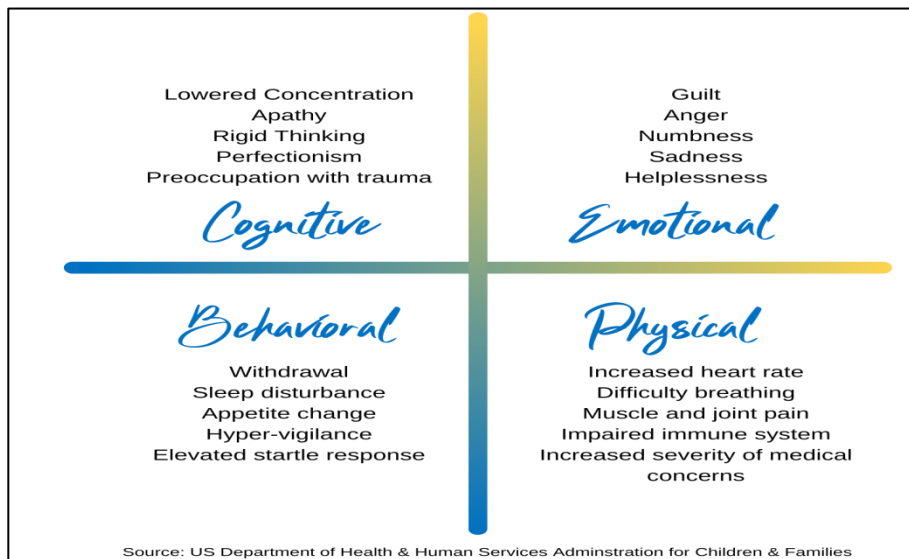 Lowered Concentration
Apathy
Rigid Thinking
Perfectionism
Preoccupation with trauma
Cognitive
Guilt
Anger
Numbness
Sadness
Helplessness
Emotional
Behavioral
Withdrawal
Sleep disturbance
Appetite change
Hyper-vigilance
Elevated startle response
Physical
Increased heart rate
Difficulty breathing
Muscle and joint pain
Impaired immune system
Increased severity of medical
concerns
Source: US Department of Health & Human Services Adminstration for Children & Families